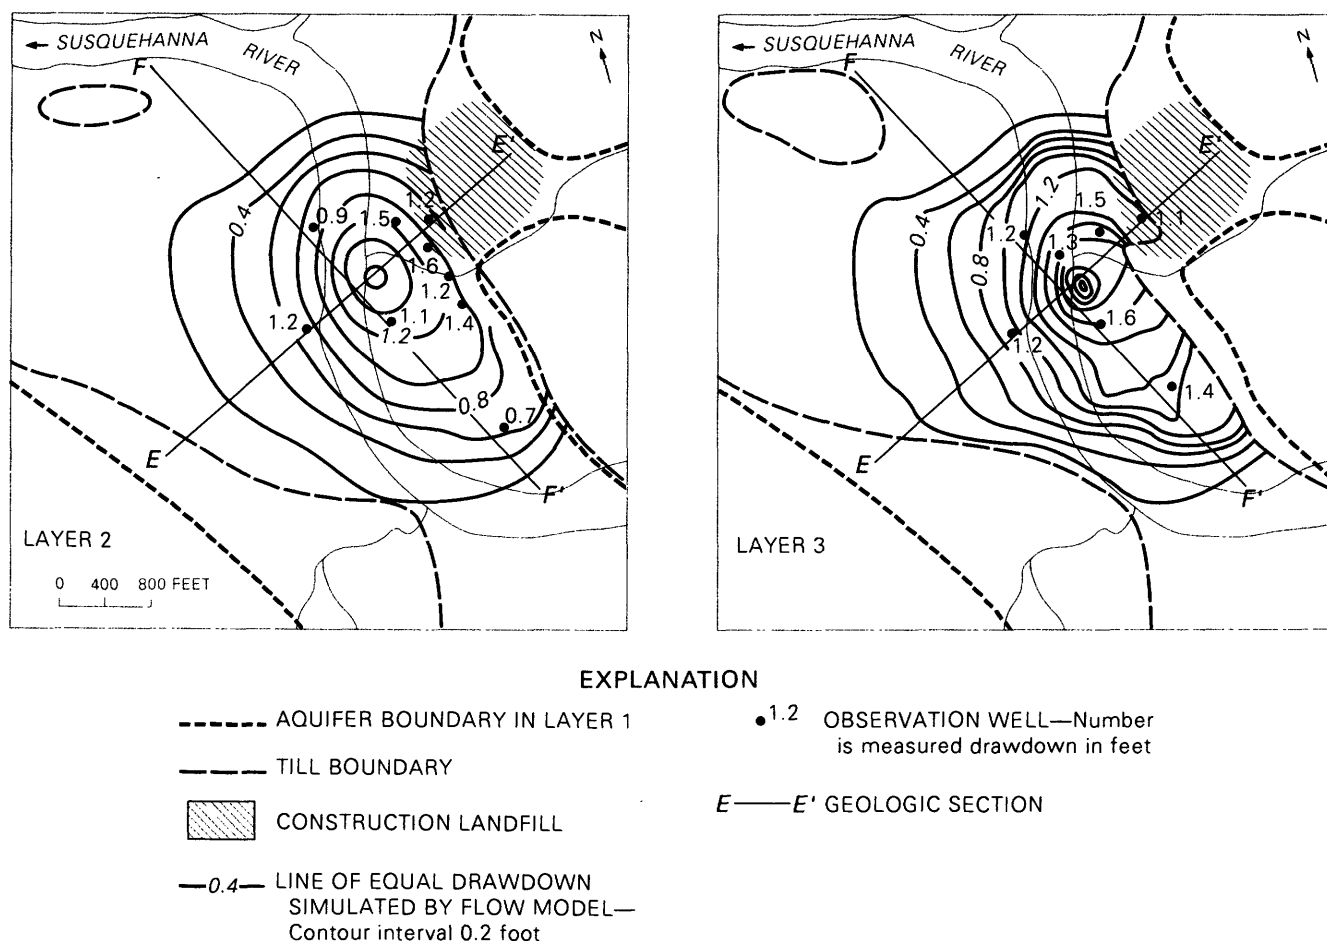 ← SUSQUEHANNA
RIVER
N
F
E'
0.4
0.9
1.5
1.2
1.6
1.2
1.4
1.1
1.2
1.2
0.8
0.7
E
F'
LAYER 2
0 400 800 FEET
← SUSQUEHANNA
RIVER
N
F
E'
0.4
0.8
1.2
1.2
1.5
1.1
1.3
1.6
1.2
1.4
E
F'
LAYER 3
EXPLANATION
AQUIFER BOUNDARY IN LAYER 1
TILL BOUNDARY
CONSTRUCTION LANDFILL
0.4 LINE OF EQUAL DRAWDOWN
SIMULATED BY FLOW MODEL—
Contour interval 0.2 foot
1.2 OBSERVATION WELL—Number
is measured drawdown in feet
E—E' GEOLOGIC SECTION